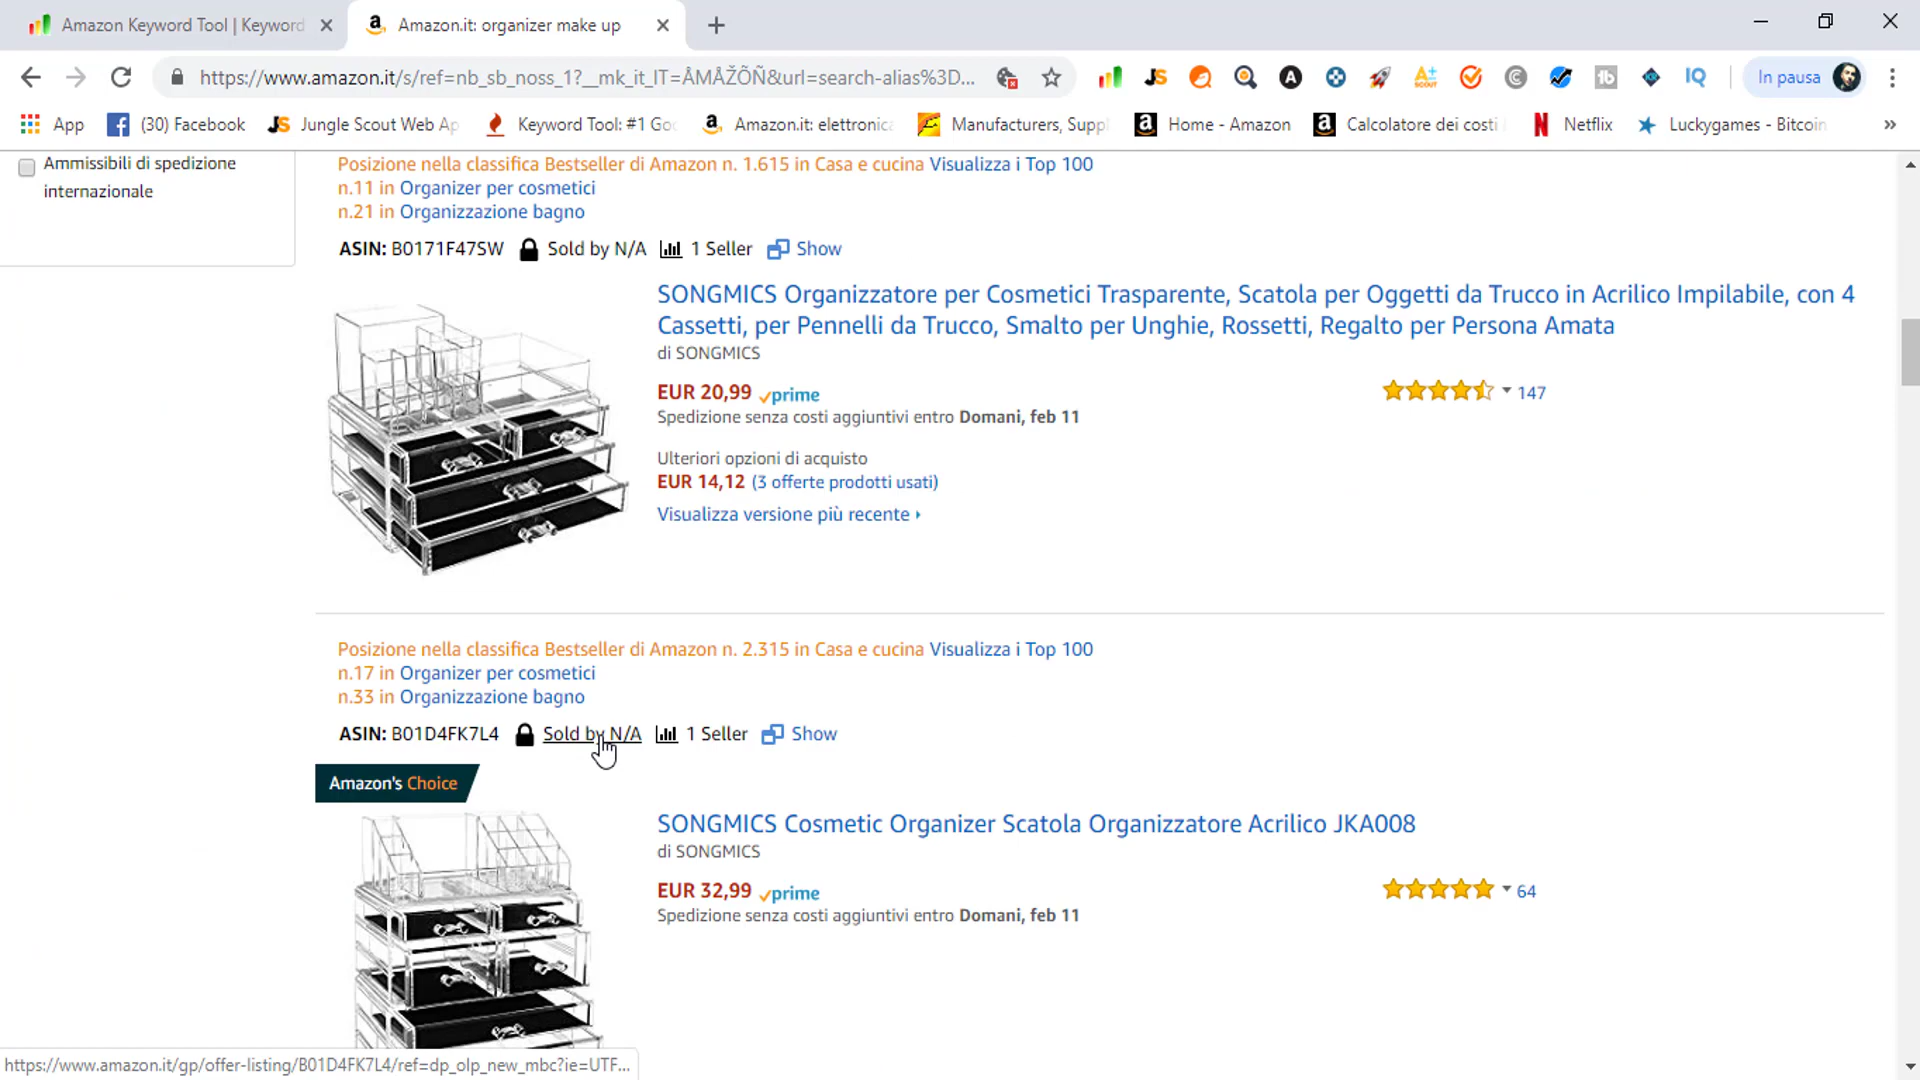 Amazon Keyword Tool | Keyword
Amazon.it: organizer make up
https://www.amazon.it/s/ref=nb_sb_noss_1?__mk_it_IT=ÅMÅŽÕÑ&url=search-alias%3D...
In pausa
App
(30) Facebook
Jungle Scout Web Ap
Keyword Tool: #1 Goo
Amazon.it: elettronica
Manufacturers, Suppl
Home - Amazon
Calcolatore dei costi
Netflix
Luckygames - Bitcoin
»
Ammissibili di spedizione
internazionale
Posizione nella classifica Bestseller di Amazon n. 1.615 in Casa e cucina Visualizza i Top 100
n.11 in Organizer per cosmetici
n.21 in Organizzazione bagno
ASIN: B0171F47SW Sold by N/A 1 Seller Show
SONGMICS Organizzatore per Cosmetici Trasparente, Scatola per Oggetti da Trucco in Acrilico Impilabile, con 4
Cassetti, per Pennelli da Trucco, Smalto per Unghie, Rossetti, Regalto per Persona Amata
di SONGMICS
EUR 20,99 prime
147
Spedizione senza costi aggiuntivi entro Domani, feb 11
Ulteriori opzioni di acquisto
EUR 14,12 (3 offerte prodotti usati)
Visualizza versione più recente
Posizione nella classifica Bestseller di Amazon n. 2.315 in Casa e cucina Visualizza i Top 100
n.17 in Organizer per cosmetici
n.33 in Organizzazione bagno
ASIN: B01D4FK7L4 Sold by N/A 1 Seller Show
Amazon's Choice
SONGMICS Cosmetic Organizer Scatola Organizzatore Acrilico JKA008
di SONGMICS
EUR 32,99 prime
64
Spedizione senza costi aggiuntivi entro Domani, feb 11
https://www.amazon.it/gp/offer-listing/B01D4FK7L4/ref=dp_olp_new_mbc?ie=UTF...